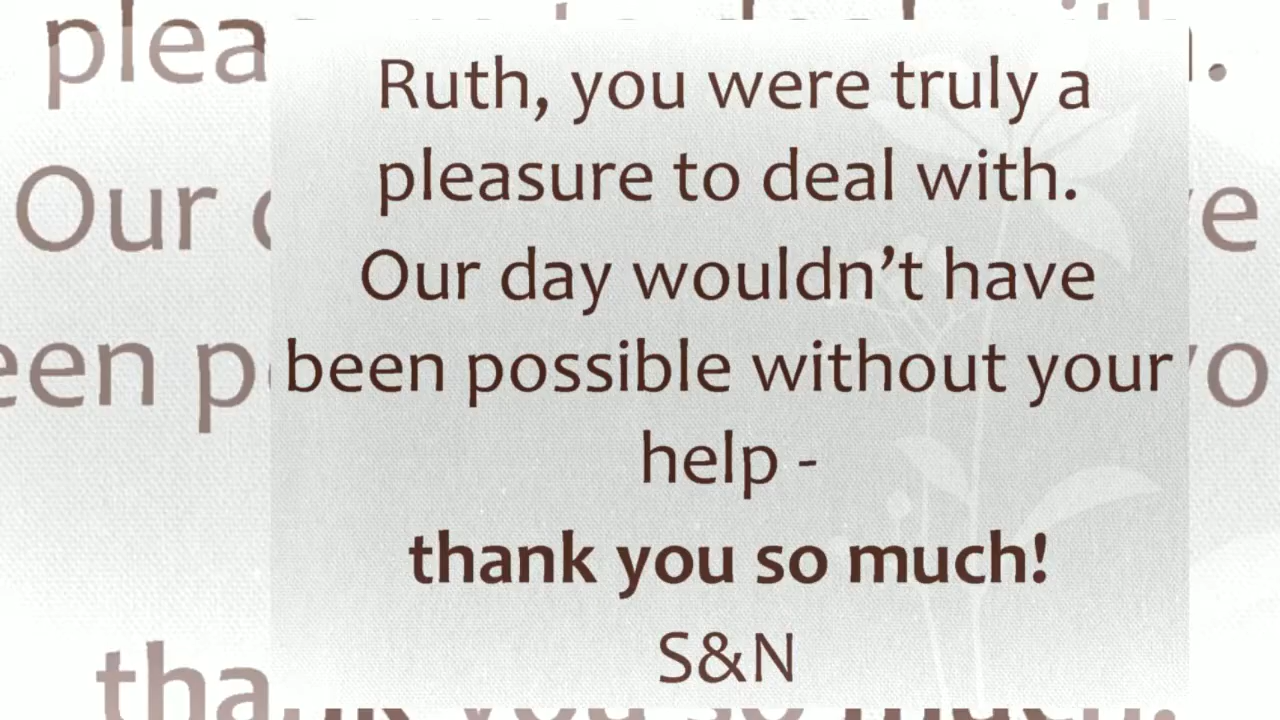 Ruth, you were truly a
pleasure to deal with.
Our day wouldn’t have
been possible without your
help -
thank you so much!
S&N